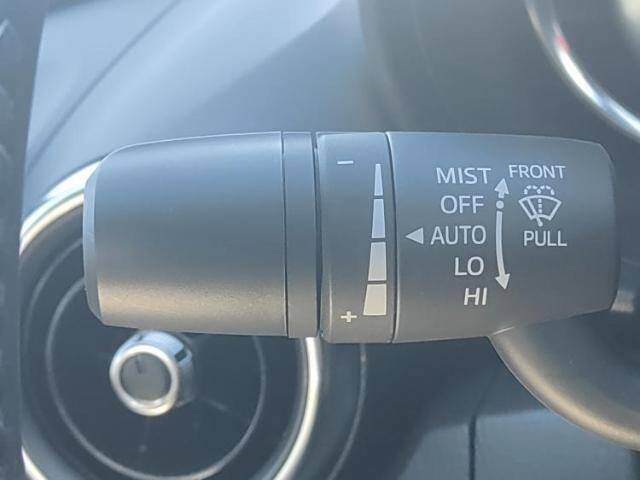 MIST
OFF
AUTO
LO
HI
FRONT
PULL
−
+